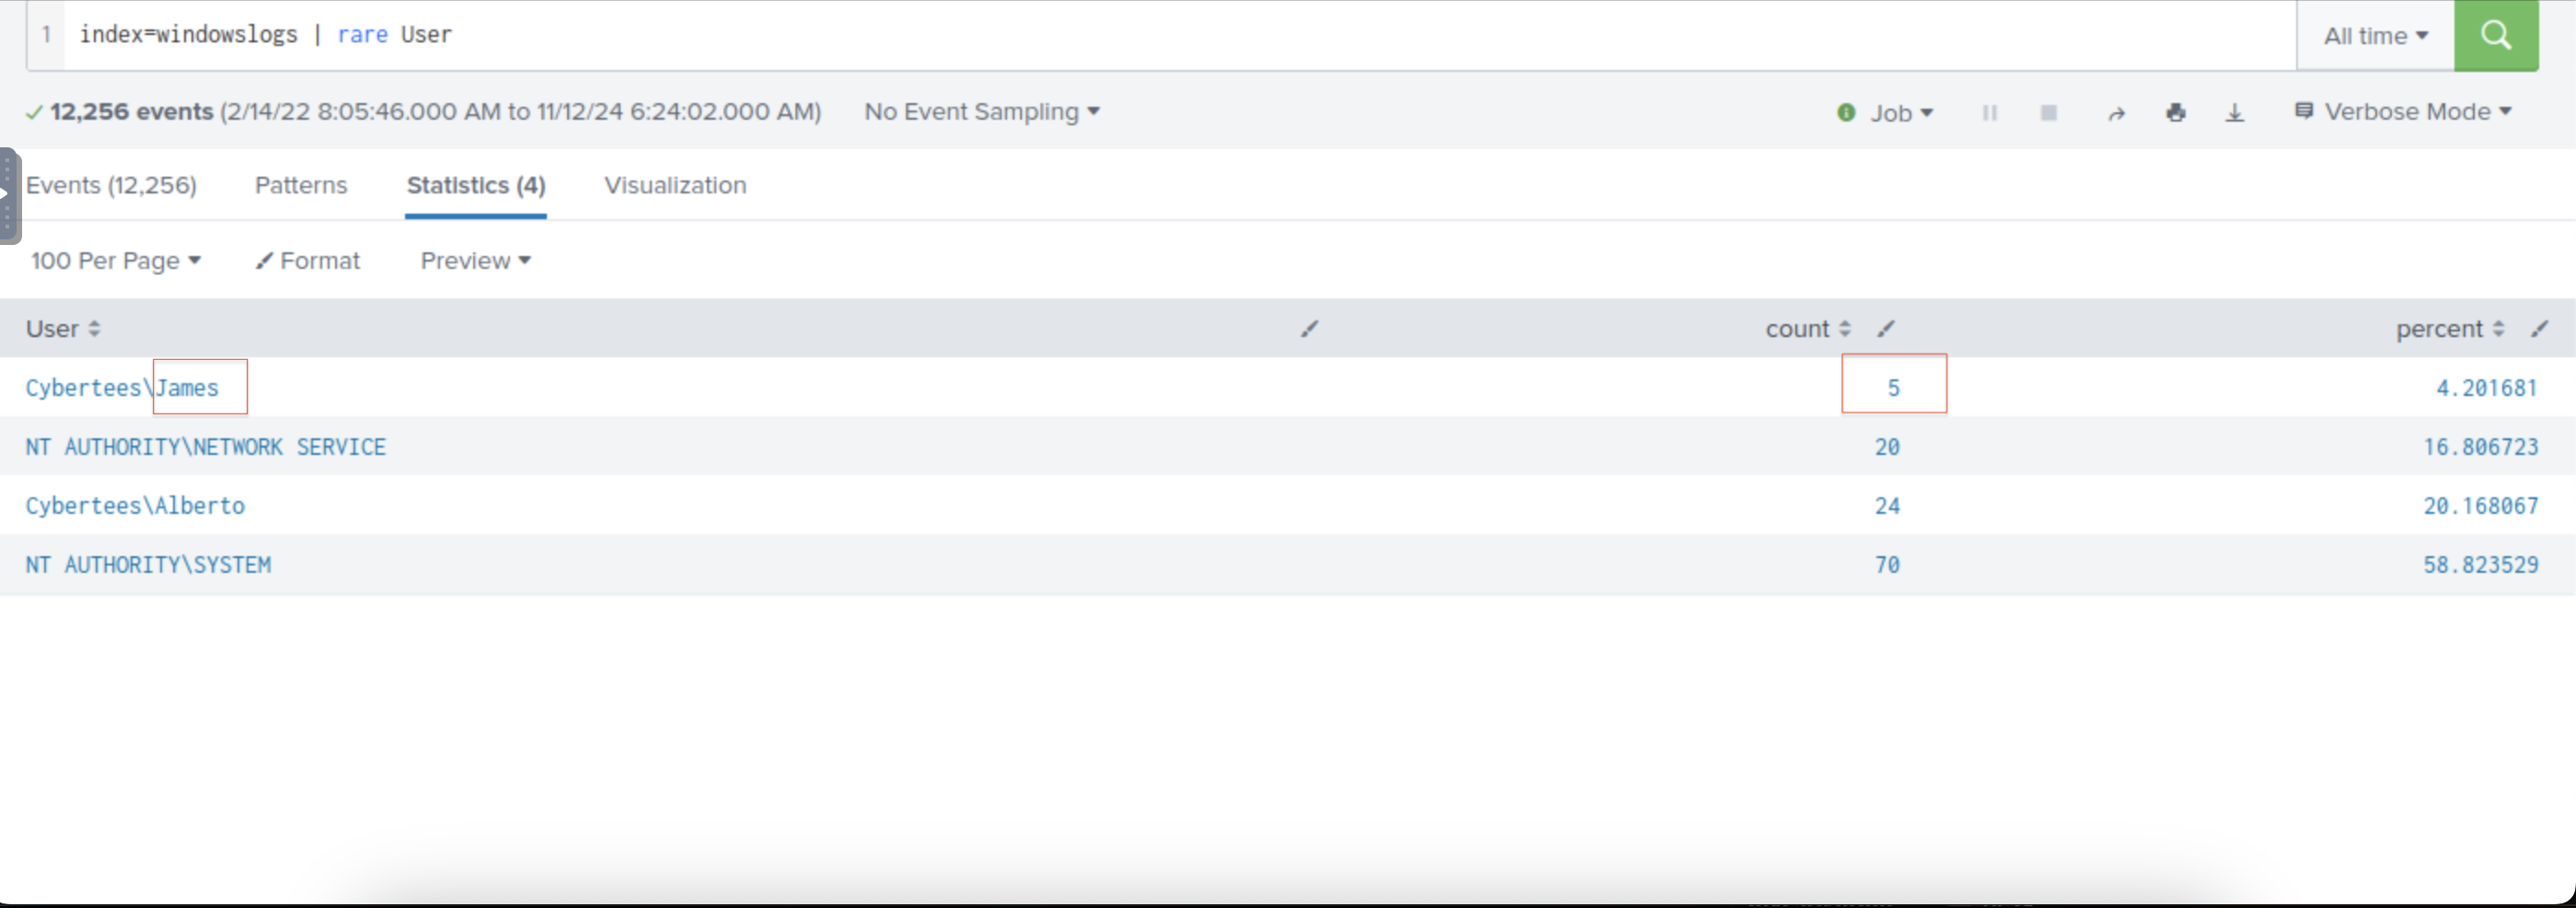 1 index=windowslogs | rare User All time
12,256 events (2/14/22 8:05:46.000 AM to 11/12/24 6:24:02.000 AM) No Event Sampling Job Verbose Mode
Events (12,256) Patterns Statistics (4) Visualization
100 Per Page Format Preview
User count percent
Cybertees\James 5 4.201681
NT AUTHORITY\NETWORK SERVICE 20 16.806723
Cybertees\Alberto 24 20.168067
NT AUTHORITY\SYSTEM 70 58.823529